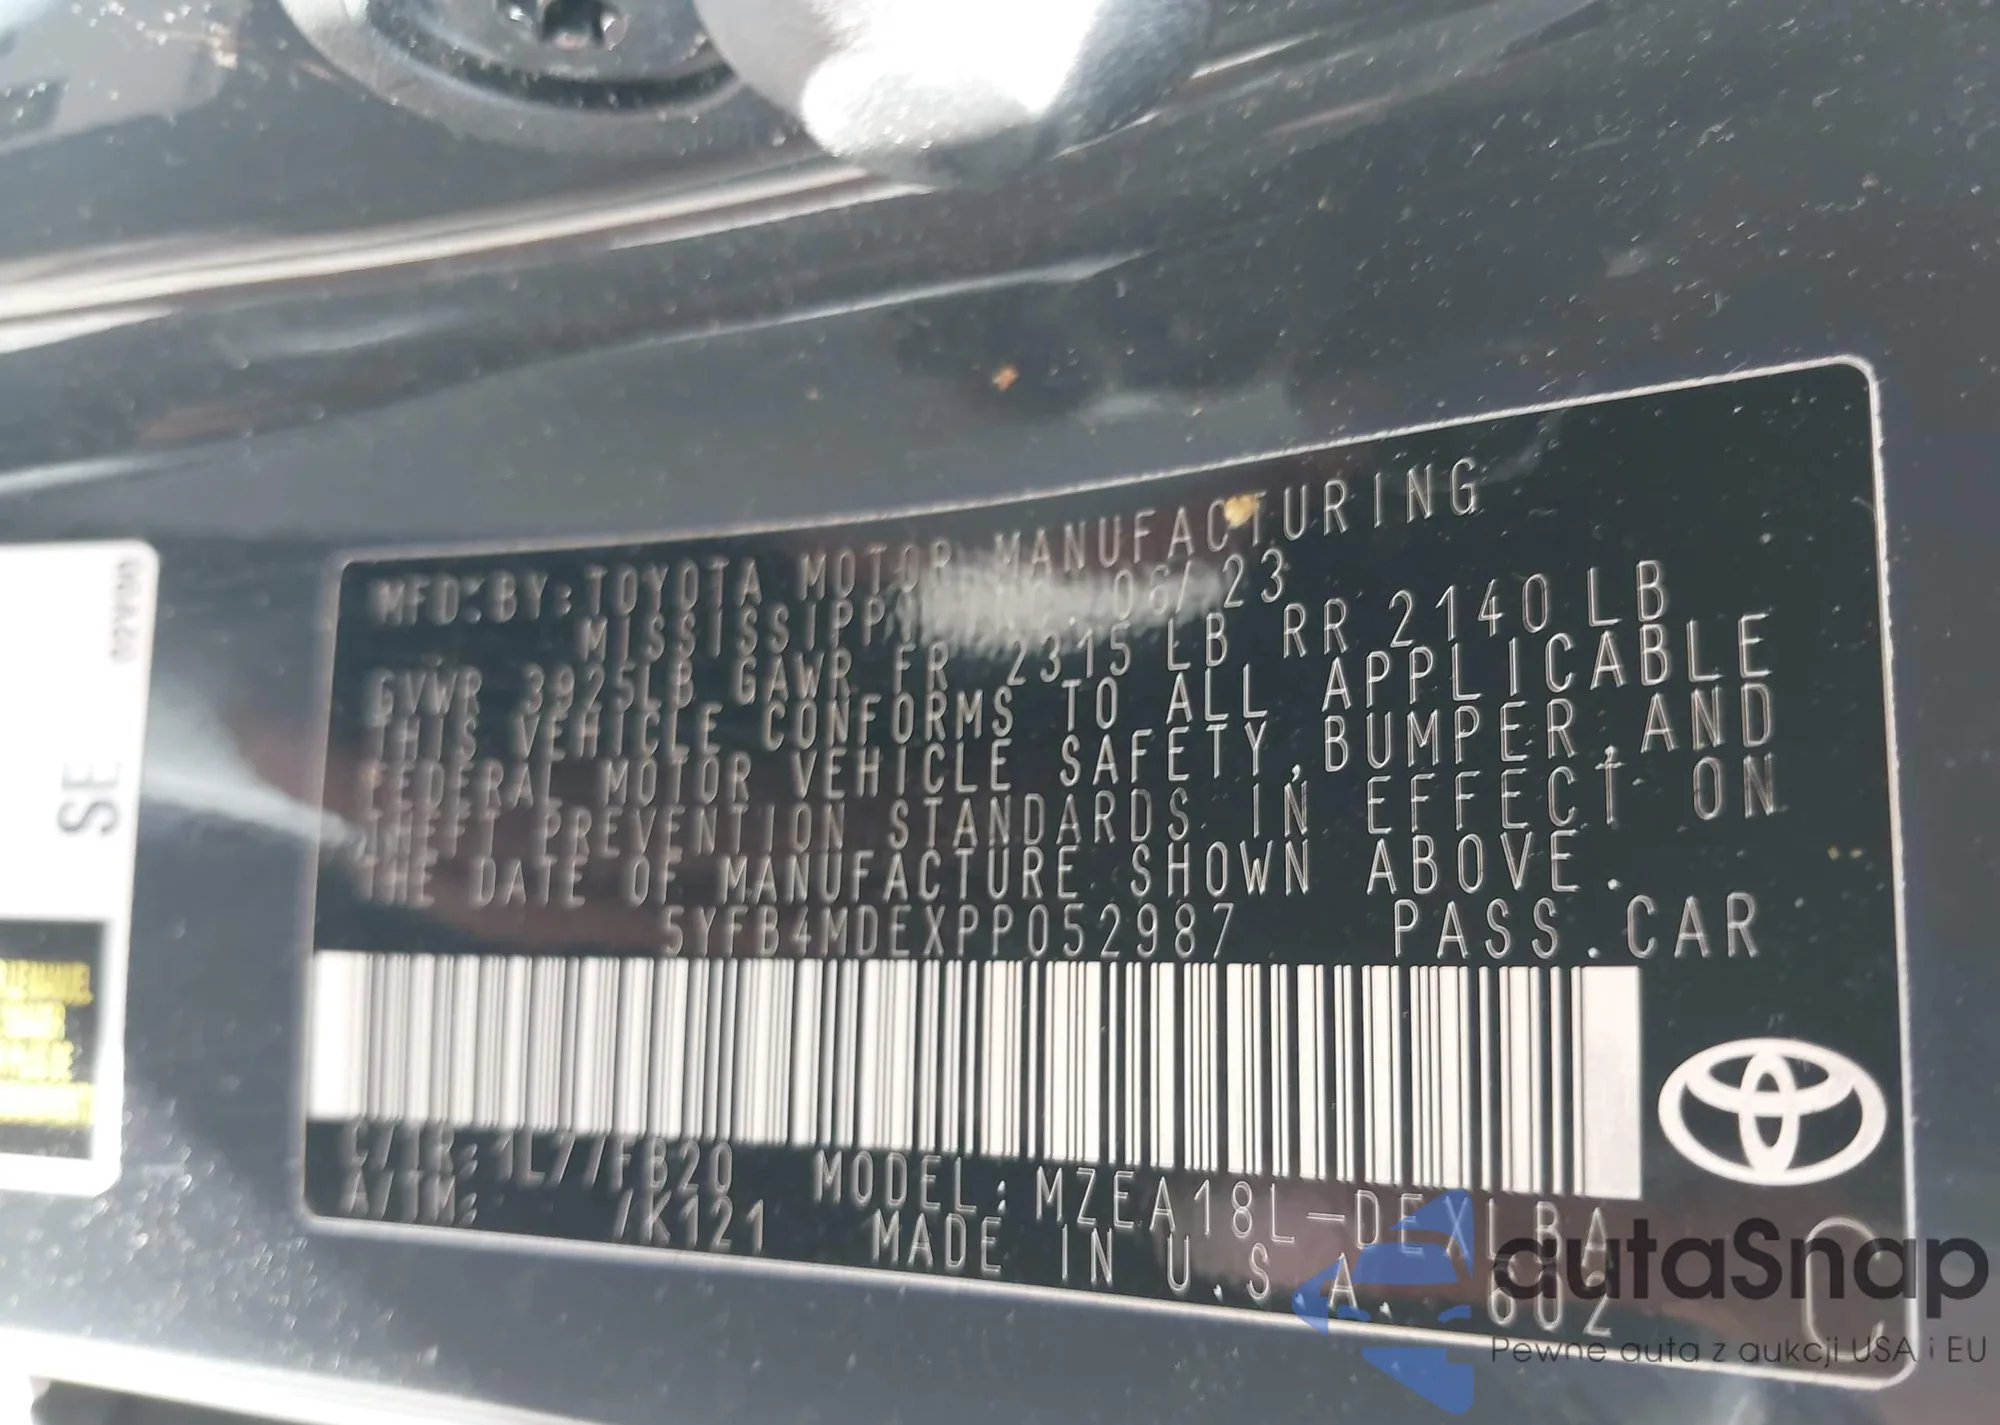 MFD.BY:TOYOTA MOTOR MANUFACTURING
MISSISSIPPI 06/23
GVWR 3925LB GAWR FR 2315 LB RR 2140 LB
THIS VEHICLE CONFORMS TO ALL APPLICABLE
FEDERAL MOTOR VEHICLE SAFETY,BUMPER,AND
THEFT PREVENTION STANDARDS IN EFFECT ON
THE DATE OF MANUFACTURE SHOWN ABOVE.
5YFB4MDEXPP052987 PASS.CAR
C/TR:1L77FB20 MODEL:MZEA18L-DEXLBA
A/TM: /K121 MADE IN U.S.A. 602
SE
autaSnap
Pewne auta z aukcji USA i EU